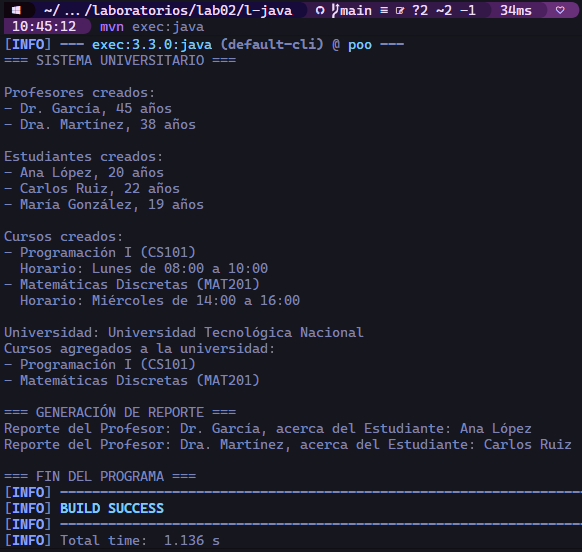 ~/.../laboratorios/lab02/l-java main ≡ ?2 ~2 -1 34ms
10:45:12 mvn exec:java
[INFO] --- exec:3.3.0:java (default-cli) @ poo ---
=== SISTEMA UNIVERSITARIO ===
Profesores creados:
- Dr. García, 45 años
- Dra. Martínez, 38 años
Estudiantes creados:
- Ana López, 20 años
- Carlos Ruiz, 22 años
- María González, 19 años
Cursos creados:
- Programación I (CS101)
Horario: Lunes de 08:00 a 10:00
- Matemáticas Discretas (MAT201)
Horario: Miércoles de 14:00 a 16:00
Universidad: Universidad Tecnológica Nacional
Cursos agregados a la universidad:
- Programación I (CS101)
- Matemáticas Discretas (MAT201)
=== GENERACIÓN DE REPORTE ===
Reporte del Profesor: Dr. García, acerca del Estudiante: Ana López
Reporte del Profesor: Dra. Martínez, acerca del Estudiante: Carlos Ruiz
=== FIN DEL PROGRAMA ===
[INFO] ------------------------------------------------------------------
[INFO] BUILD SUCCESS
[INFO] ------------------------------------------------------------------
[INFO] Total time:  1.136 s